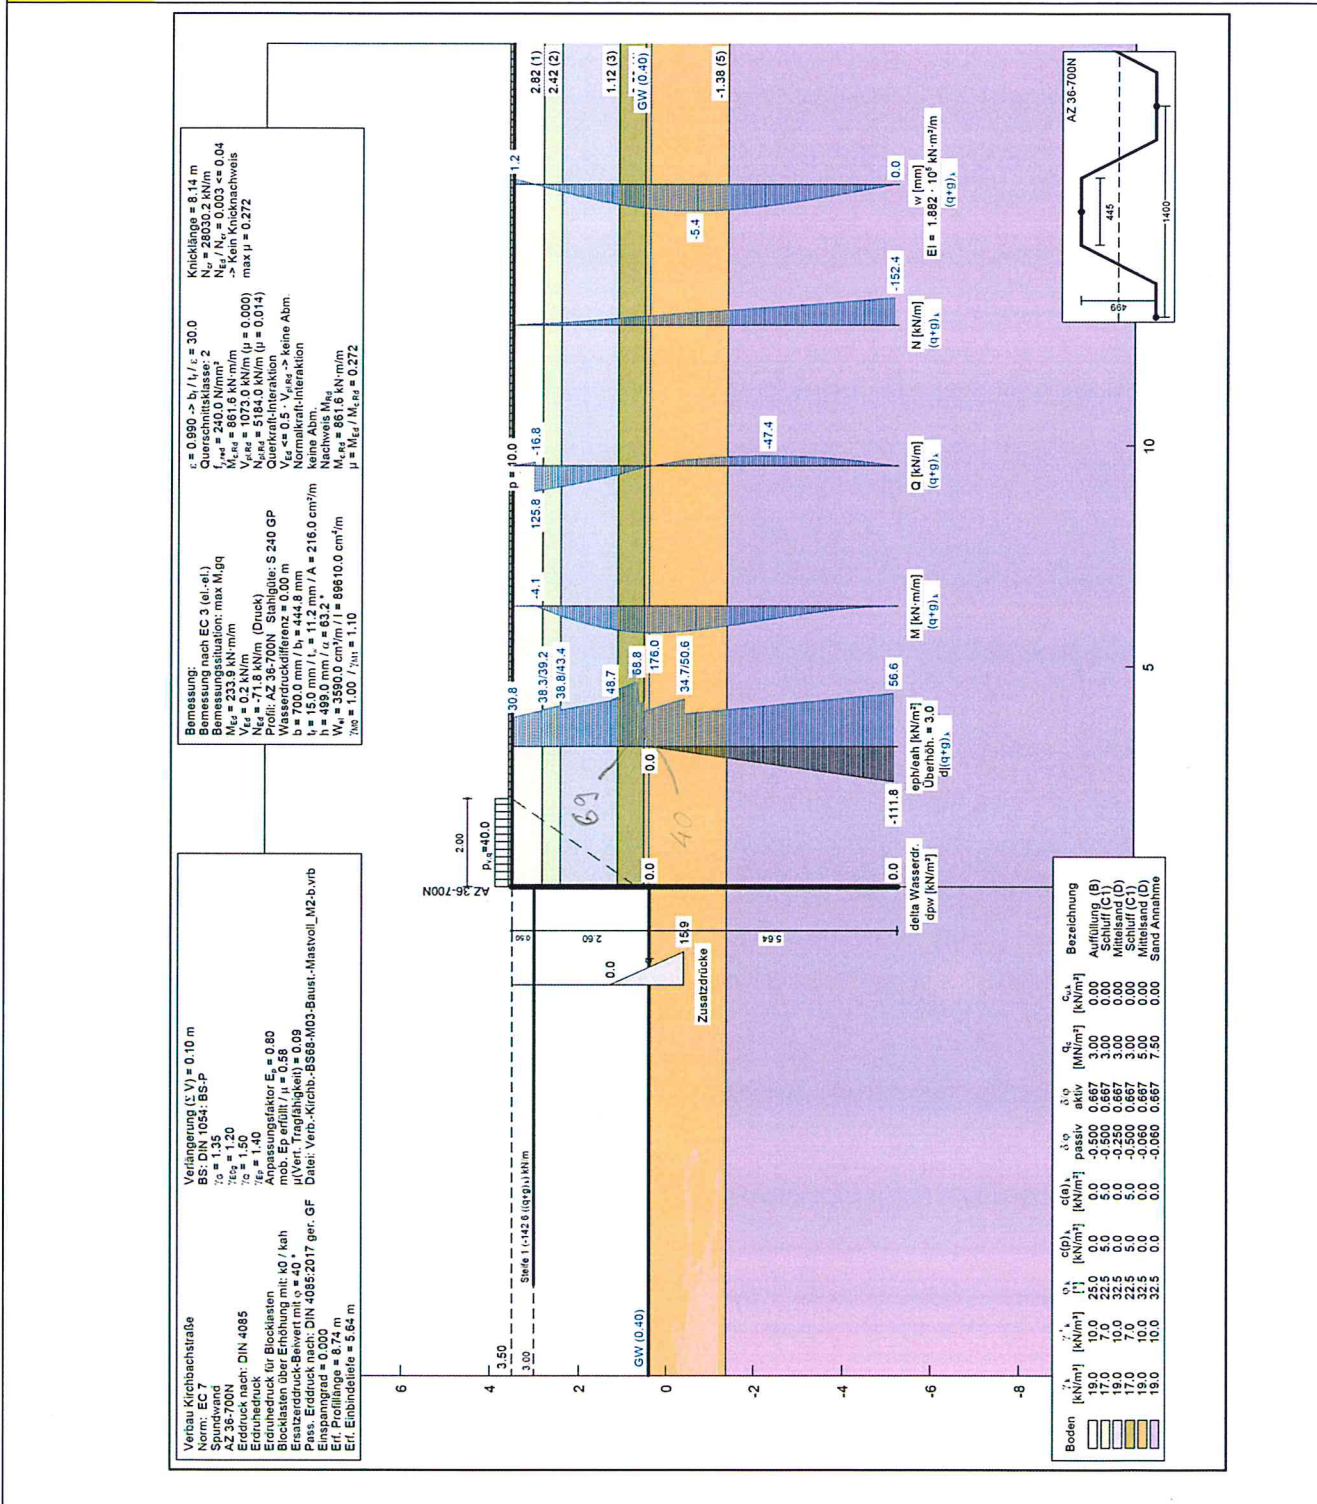 Verbau Kirchbachstraße
Norm: EC 7
Spundwand
AZ 36-700N
Erddruck nach: DIN 4085
Erdruhedruck
Erdruhedruck für Blocklasten
Blocklasten über Erhöhung mit: k0 / kah
Ersatzerddruck-Beiwert mit φ = 40 °
Pass. Erddruck nach: DIN 4085:2017 ger. GF
Einspanngrad = 0.000
Erf. Profillänge = 8.74 m
Erf. Einbindetiefe = 5.64 m
Verlängerung (Σ V) = 0.10 m
BS: DIN 1054: BS-P
γG = 1.35
γE0g = 1.20
γQ = 1.50
γEp = 1.40
Anpassungsfaktor Ep = 0.80
mob. Ep erfüllt / μ = 0.58
μ(Vert. Tragfähigkeit) = 0.09
Datei: Verb.-Kirchb.-BS68-M03-Baust.-Mastvoll_M2-b.vrb
Bemessung:
Bemessung nach EC 3 (el.-el.)
Bemessungssituation: max M,gq
MEd = 233.9 kN·m/m
VEd = 0.2 kN/m
NEd = -71.8 kN/m (Druck)
Profil: AZ 36-700N Stahlgüte: S 240 GP
Wasserdruckdifferenz = 0.00 m
b = 700.0 mm / bf = 444.8 mm
tf = 15.0 mm / tw = 11.2 mm / A = 216.0 cm²/m
h = 499.0 mm / α = 63.2 °
Wel = 3590.0 cm³/m / I = 89610.0 cm⁴/m
γM0 = 1.00 / γM1 = 1.10
ε = 0.990 -> bf / tf / ε = 30.0
Querschnittsklasse: 2
fy,red = 240.0 N/mm²
Mc,Rd = 861.6 kN·m/m
Vpl,Rd = 1073.0 kN/m (μ = 0.000)
Npl,Rd = 5184.0 kN/m (μ = 0.014)
Querkraft-Interaktion
VEd <= 0.5 · Vpl,Rd -> keine Abm.
Normalkraft-Interaktion
keine Abm.
Nachweis MRd
Mc,Rd = 861.6 kN·m/m
μ = MEd / Mc,Rd = 0.272
Knicklänge = 8.14 m
Ncr = 28030.2 kN/m
NEd / Ncr = 0.003 <= 0.04
-> Kein Knicknachweis
max μ = 0.272
6
4
2
0
-2
-4
-6
-8
5
10
3.50
3.00
GW (0.40)
Steife 1 (-142.6 ((q+g)k) kN/m
0.0
15.9
Zusatzdrücke
0.50
2.60
5.64
AZ 36-700N
2.00
pv,q=40.0
0.0
0.0
delta Wasserdr.
dpw [kN/m²]
69
40
30.8
38.3/39.2
38.8/43.4
48.7
68.8
0.0
34.7/50.6
56.6
-111.8
eph/eah [kN/m²]
Überhöh. = 3.0
d|(q+g)k
-4.1
176.0
M [kN·m/m]
(q+g)k
p = 10.0
-16.8
125.8
-47.4
Q [kN/m]
(q+g)k
-152.4
N [kN/m]
(q+g)k
1.2
-5.4
0.0
w [mm]
EI = 1.882 · 10⁵ kN·m²/m
(q+g)k
2.82 (1)
2.42 (2)
1.12 (3)
GW (0.40)
-1.38 (5)
AZ 36-700N
445
499
1400
Boden γk [kN/m³] γ'k [kN/m³] φk [°] c(p)k [kN/m²] c(a)k [kN/m²] δ/φ passiv δ/φ aktiv qc [MN/m²] cu,k [kN/m²] Bezeichnung
19.0 10.0 25.0 0.0 0.0 -0.500 0.667 3.00 0.00 Auffüllung (B)
17.0 7.0 22.5 5.0 5.0 -0.500 0.667 3.00 0.00 Schluff (C1)
19.0 10.0 32.5 0.0 0.0 -0.250 0.667 3.00 0.00 Mittelsand (D)
17.0 7.0 22.5 5.0 5.0 -0.500 0.667 3.00 0.00 Schluff (C1)
19.0 10.0 32.5 0.0 0.0 -0.060 0.667 5.00 0.00 Mittelsand (D)
19.0 10.0 32.5 0.0 0.0 -0.060 0.667 7.50 0.00 Sand Annahme